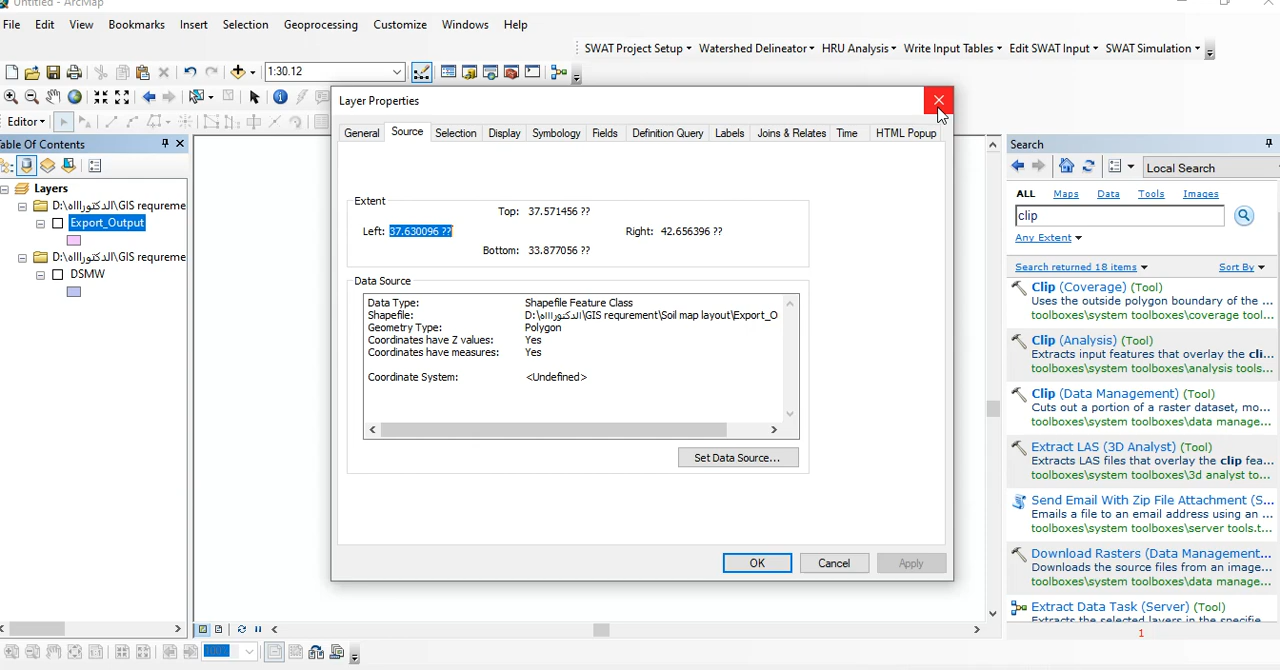 Untitled - ArcMap
File Edit View Bookmarks Insert Selection Geoprocessing Customize Windows Help
SWAT Project Setup Watershed Delineator HRU Analysis Write Input Tables Edit SWAT Input SWAT Simulation
1:30.12
Editor
Table Of Contents
Layers
D:\الدكتورااله\GIS requreme
Export_Output
D:\الدكتورااله\GIS requreme
DSMW
Layer Properties
General Source Selection Display Symbology Fields Definition Query Labels Joins & Relates Time HTML Popup
Extent
Top: 37.571456 ??
Left: 37.630096 ?? Right: 42.656396 ??
Bottom: 33.877056 ??
Data Source
Data Type: Shapefile Feature Class
Shapefile: D:\الدكتورااله\GIS requrement\Soil map layout\Export_O
Geometry Type: Polygon
Coordinates have Z values: Yes
Coordinates have measures: Yes
Coordinate System: <Undefined>
Set Data Source...
OK Cancel Apply
Search
Local Search
ALL Maps Data Tools Images
clip
Any Extent
Search returned 18 items Sort By
Clip (Coverage) (Tool)
Uses the outside polygon boundary of the ...
toolboxes\system toolboxes\coverage tool...
Clip (Analysis) (Tool)
Extracts input features that overlay the cli...
toolboxes\system toolboxes\analysis tools...
Clip (Data Management) (Tool)
Cuts out a portion of a raster dataset, mo...
toolboxes\system toolboxes\data manage...
Extract LAS (3D Analyst) (Tool)
Extracts LAS files that overlay the clip fea...
toolboxes\system toolboxes\3d analyst to...
Send Email With Zip File Attachment (S...
Emails a file to an email address using an ...
toolboxes\system toolboxes\server tools.t...
Download Rasters (Data Management...
Downloads the source files from an image...
toolboxes\system toolboxes\data manage...
Extract Data Task (Server) (Tool)
Extracts the selected layers in the specifie
1